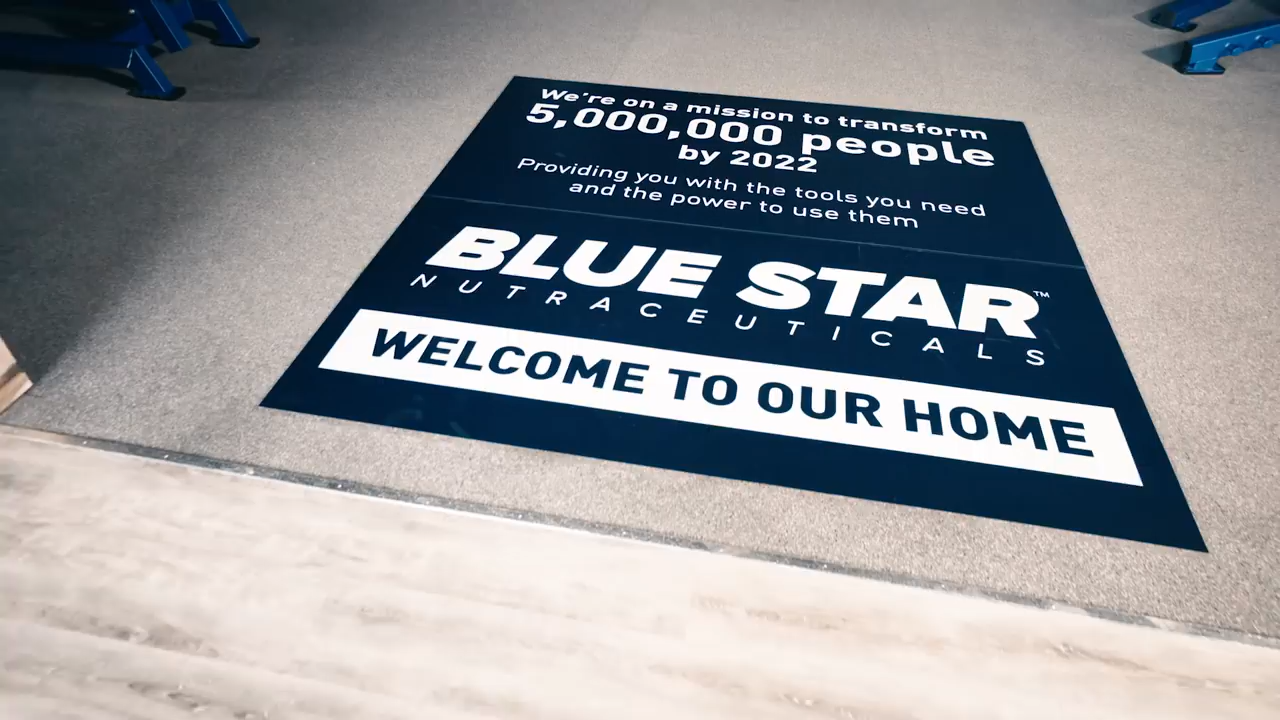 We're on a mission to transform
5,000,000 people
by 2022
Providing you with the tools you need
and the power to use them
BLUE STAR™
NUTRACEUTICALS
WELCOME TO OUR HOME